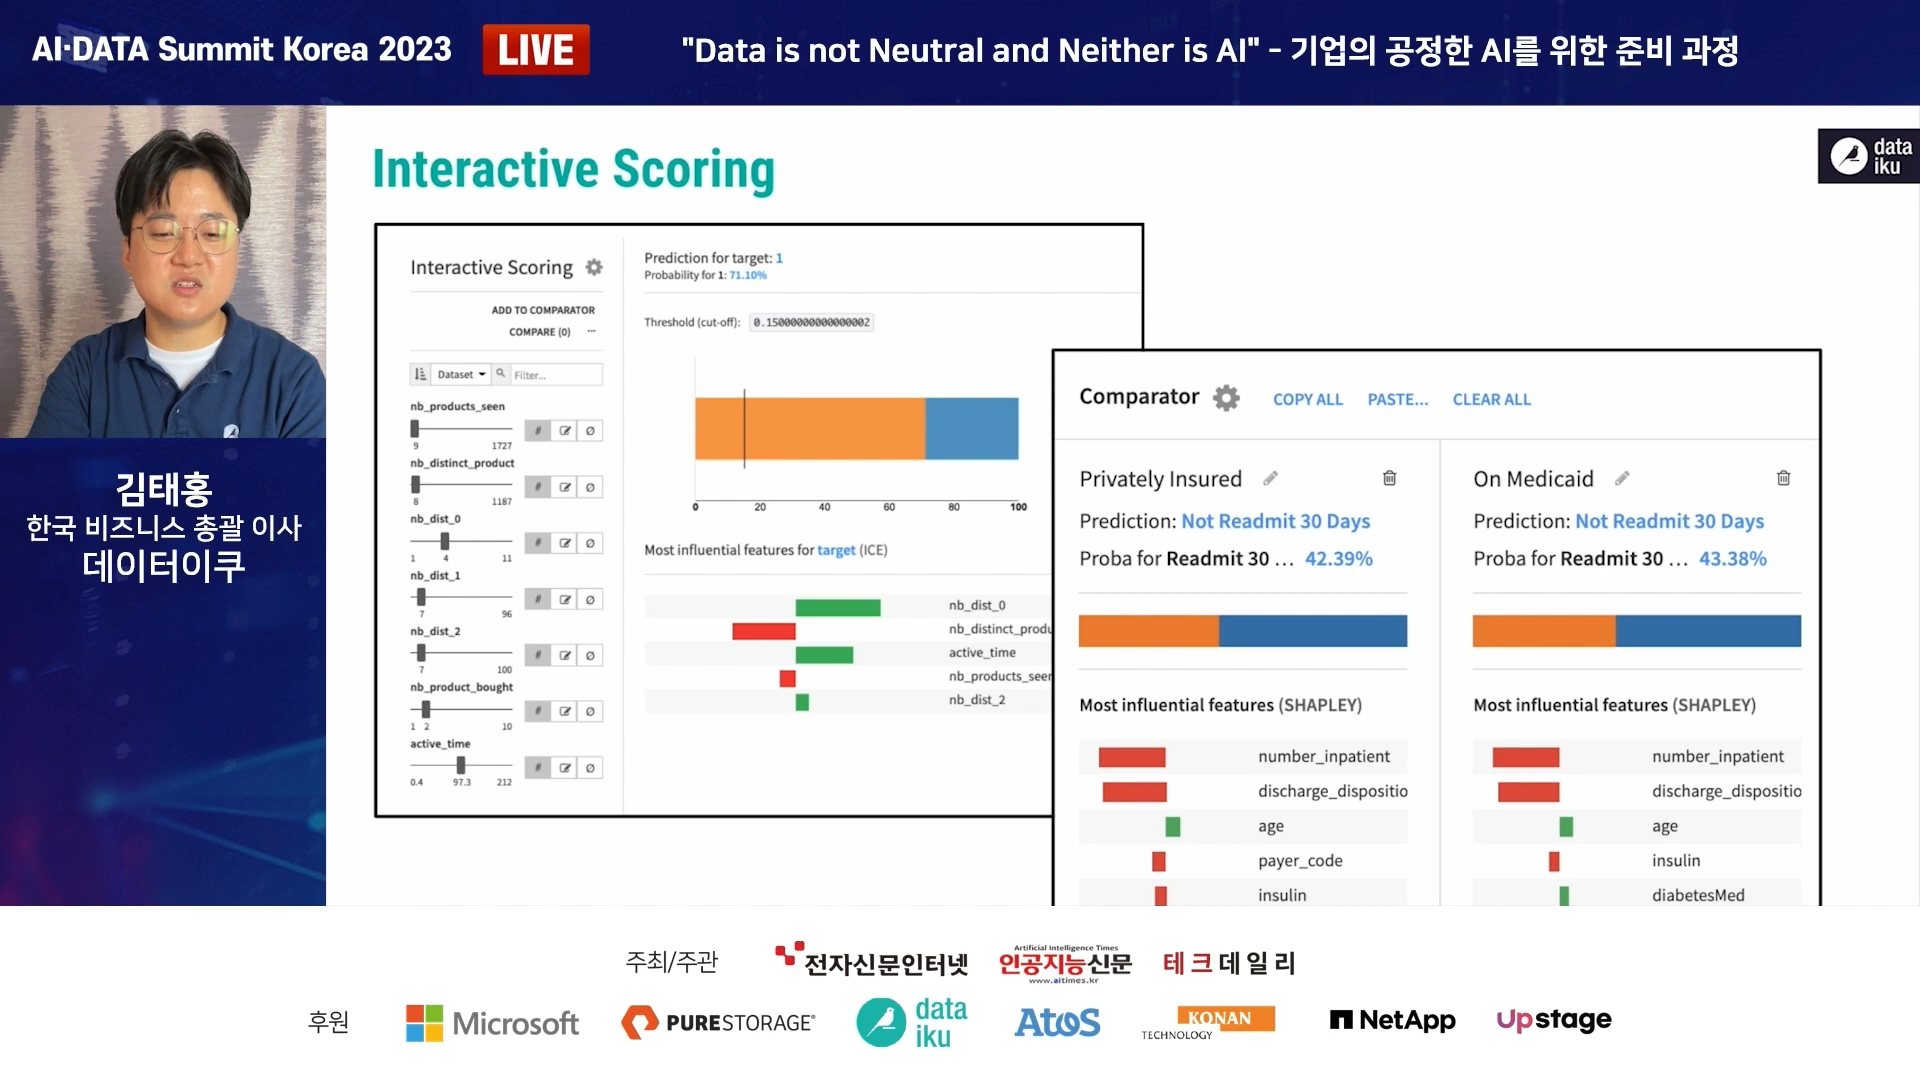 AI·DATA Summit Korea 2023
LIVE
"Data is not Neutral and Neither is AI" - 기업의 공정한 AI를 위한 준비 과정
김태홍
한국 비즈니스 총괄 이사
데이터이쿠
Interactive Scoring
data
iku
Interactive Scoring
ADD TO COMPARATOR
COMPARE (0) ...
Dataset
Filter...
nb_products_seen
9 1727
#
nb_distinct_product
8 1187
#
nb_dist_0
1 4 11
#
nb_dist_1
7 96
#
nb_dist_2
7 100
#
nb_product_bought
1 2 10
#
active_time
0.4 97.3 212
#
Prediction for target: 1
Probability for 1: 71.10%
Threshold (cut-off): 0.15000000000000002
0 20 40 60 80 100
Most influential features for target (ICE)
nb_dist_0
nb_distinct_produ
active_time
nb_products_seer
nb_dist_2
Comparator
COPY ALL
PASTE...
CLEAR ALL
Privately Insured
Prediction: Not Readmit 30 Days
Proba for Readmit 30 ... 42.39%
Most influential features (SHAPLEY)
number_inpatient
discharge_dispositio
age
payer_code
insulin
On Medicaid
Prediction: Not Readmit 30 Days
Proba for Readmit 30 ... 43.38%
Most influential features (SHAPLEY)
number_inpatient
discharge_dispositio
age
insulin
diabetesMed
주최/주관
전자신문인터넷
Artificial Intelligence Times
인공지능신문
www.aitimes.kr
테크데일리
후원
Microsoft
PURESTORAGE®
data
iku
Atos
KONAN
TECHNOLOGY
NetApp
Upstage